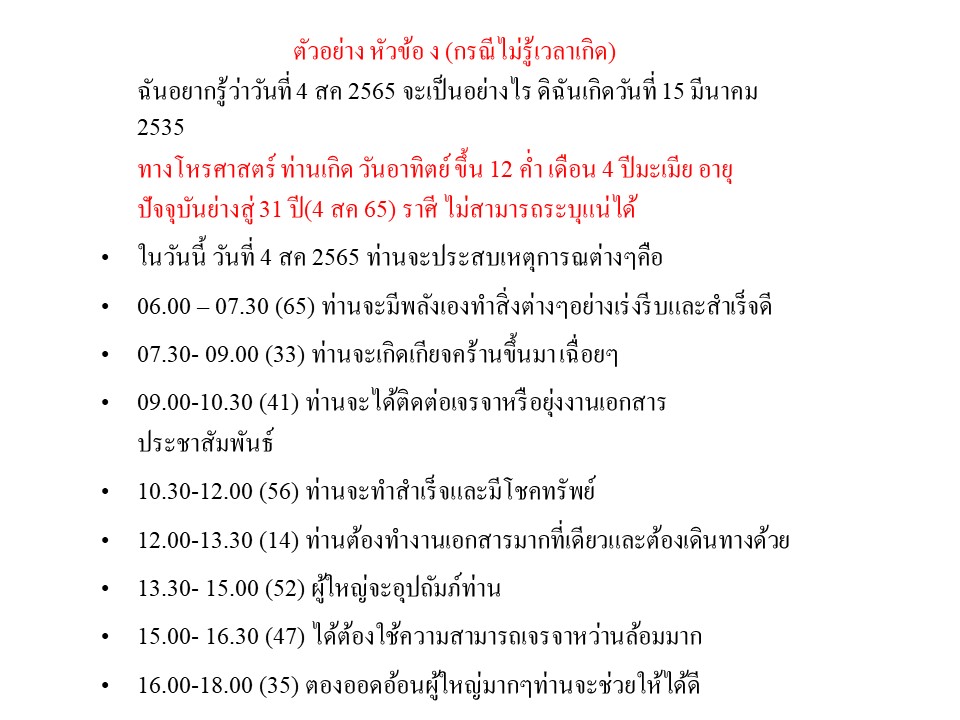 ตัวอย่าง หัวข้อ ง (กรณีไม่รู้เวลาเกิด)
ฉันอยากรู้ว่าวันที่ 4 สค 2565 จะเป็นอย่างไร ดิฉันเกิดวันที่ 15 มีนาคม
2535
ทางโหรศาสตร์ ท่านเกิด วันอาทิตย์ ขึ้น 12 ค่ำ เดือน 4 ปีมะเมีย อายุ
ปัจจุบันย่างสู่ 31 ปี(4 สค 65) ราศี ไม่สามารถระบุแน่ได้
• ในวันนี้ วันที่ 4 สค 2565 ท่านจะประสบเหตุการณต่างๆคือ
• 06.00 – 07.30 (65) ท่านจะมีพลังเองทำสิ่งต่างๆอย่างเร่งรีบและสำเร็จดี
• 07.30- 09.00 (33) ท่านจะเกิดเกียจคร้านขึ้นมา เฉื่อยๆ
• 09.00-10.30 (41) ท่านจะได้ติดต่อเจรจาหรือยุ่งงานเอกสาร
ประชาสัมพันธ์
• 10.30-12.00 (56) ท่านจะทำสำเร็จและมีโชคทรัพย์
• 12.00-13.30 (14) ท่านต้องทำงานเอกสารมากที่เดียวและต้องเดินทางด้วย
• 13.30- 15.00 (52) ผู้ใหญ่จะอุปถัมภ์ท่าน
• 15.00- 16.30 (47) ได้ต้องใช้ความสามารถเจรจาหว่านล้อมมาก
• 16.00-18.00 (35) ตองออดอ้อนผู้ใหญ่มากๆท่านจะช่วยให้ได้ดี